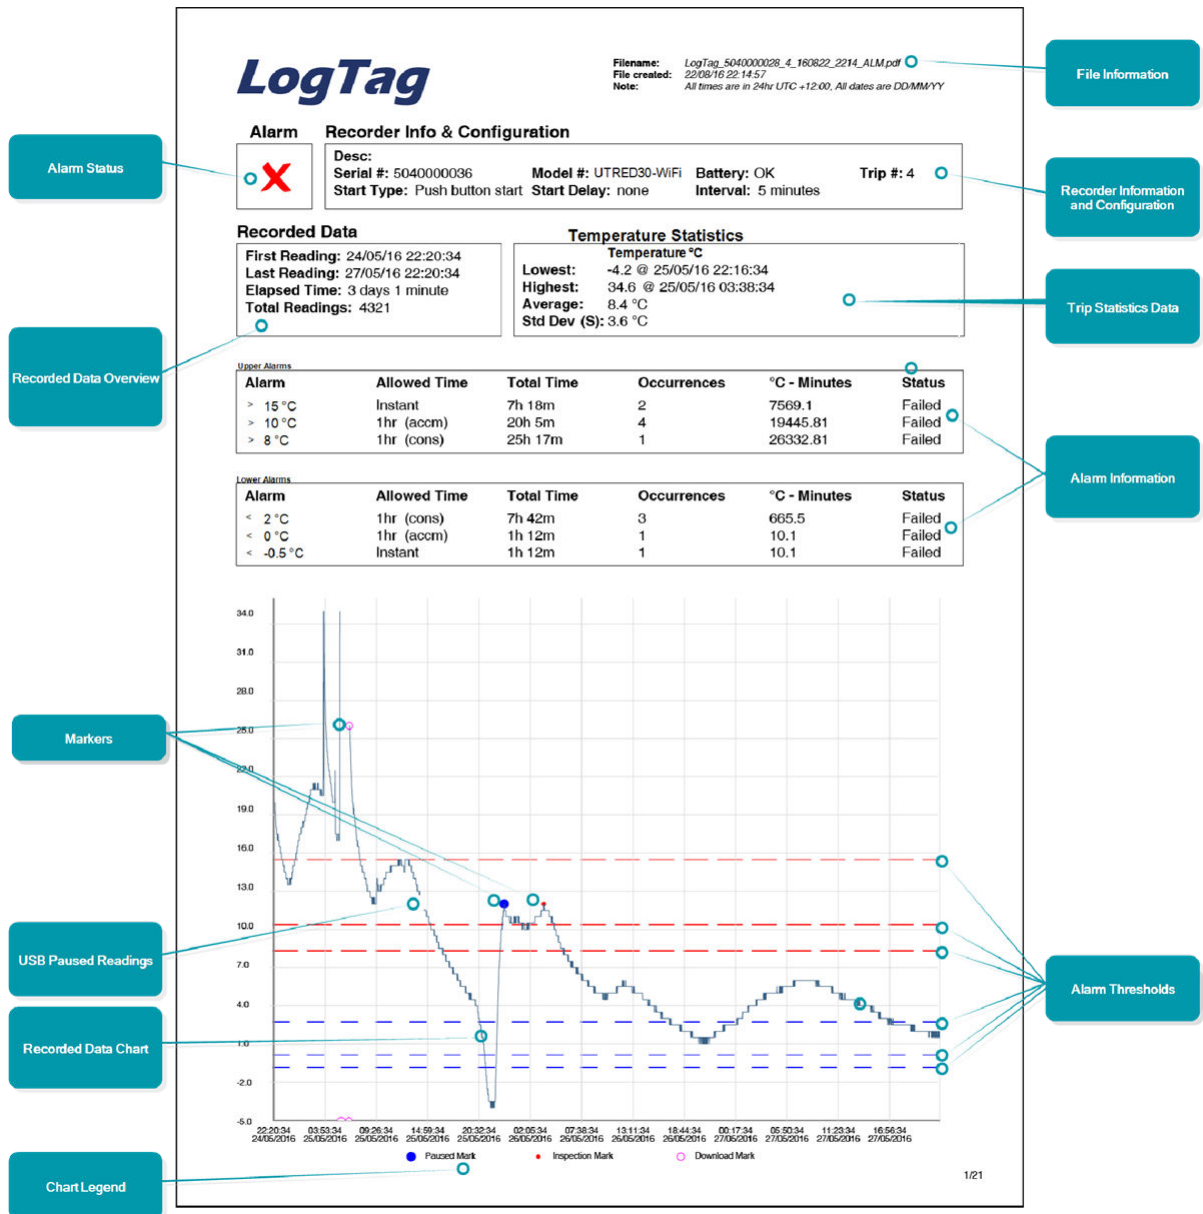 LogTag
Filename: LogTag_5040000028_4_160822_2214_ALM.pdf
File created: 22/08/16 22:14:57
Note: All times are in 24hr UTC +12:00, All dates are DD/MM/YY
File Information
Alarm Status
Alarm
Recorder Info & Configuration
Desc:
Serial #: 5040000036 Model #: UTRED30-WiFi Battery: OK Trip #: 4
Start Type: Push button start Start Delay: none Interval: 5 minutes
Recorder Information
and Configuration
Recorded Data
First Reading: 24/05/16 22:20:34
Last Reading: 27/05/16 22:20:34
Elapsed Time: 3 days 1 minute
Total Readings: 4321
Temperature Statistics
Temperature °C
Lowest: -4.2 @ 25/05/16 22:16:34
Highest: 34.6 @ 25/05/16 03:38:34
Average: 8.4 °C
Std Dev (S): 3.6 °C
Trip Statistics Data
Recorded Data Overview
Upper Alarms
Alarm Allowed Time Total Time Occurrences °C - Minutes Status
> 15 °C Instant 7h 18m 2 7569.1 Failed
> 10 °C 1hr (accm) 20h 5m 4 19445.81 Failed
> 8 °C 1hr (cons) 25h 17m 1 26332.81 Failed
Alarm Information
Lower Alarms
Alarm Allowed Time Total Time Occurrences °C - Minutes Status
< 2 °C 1hr (cons) 7h 42m 3 665.5 Failed
< 0 °C 1hr (accm) 1h 12m 1 10.1 Failed
< -0.5 °C Instant 1h 12m 1 10.1 Failed
34.0
31.0
28.0
25.0
22.0
19.0
16.0
13.0
10.0
7.0
4.0
1.0
-2.0
-5.0
Markers
USB Paused Readings
Recorded Data Chart
Alarm Thresholds
22:20:34 03:53:34 09:26:34 14:59:34 20:32:34 02:05:34 07:38:34 13:11:34 18:44:34 00:17:34 05:50:34 11:23:34 16:56:34
24/05/2016 25/05/2016 25/05/2016 25/05/2016 25/05/2016 26/05/2016 26/05/2016 26/05/2016 26/05/2016 27/05/2016 27/05/2016 27/05/2016 27/05/2016
Paused Mark Inspection Mark Download Mark
Chart Legend
1/21